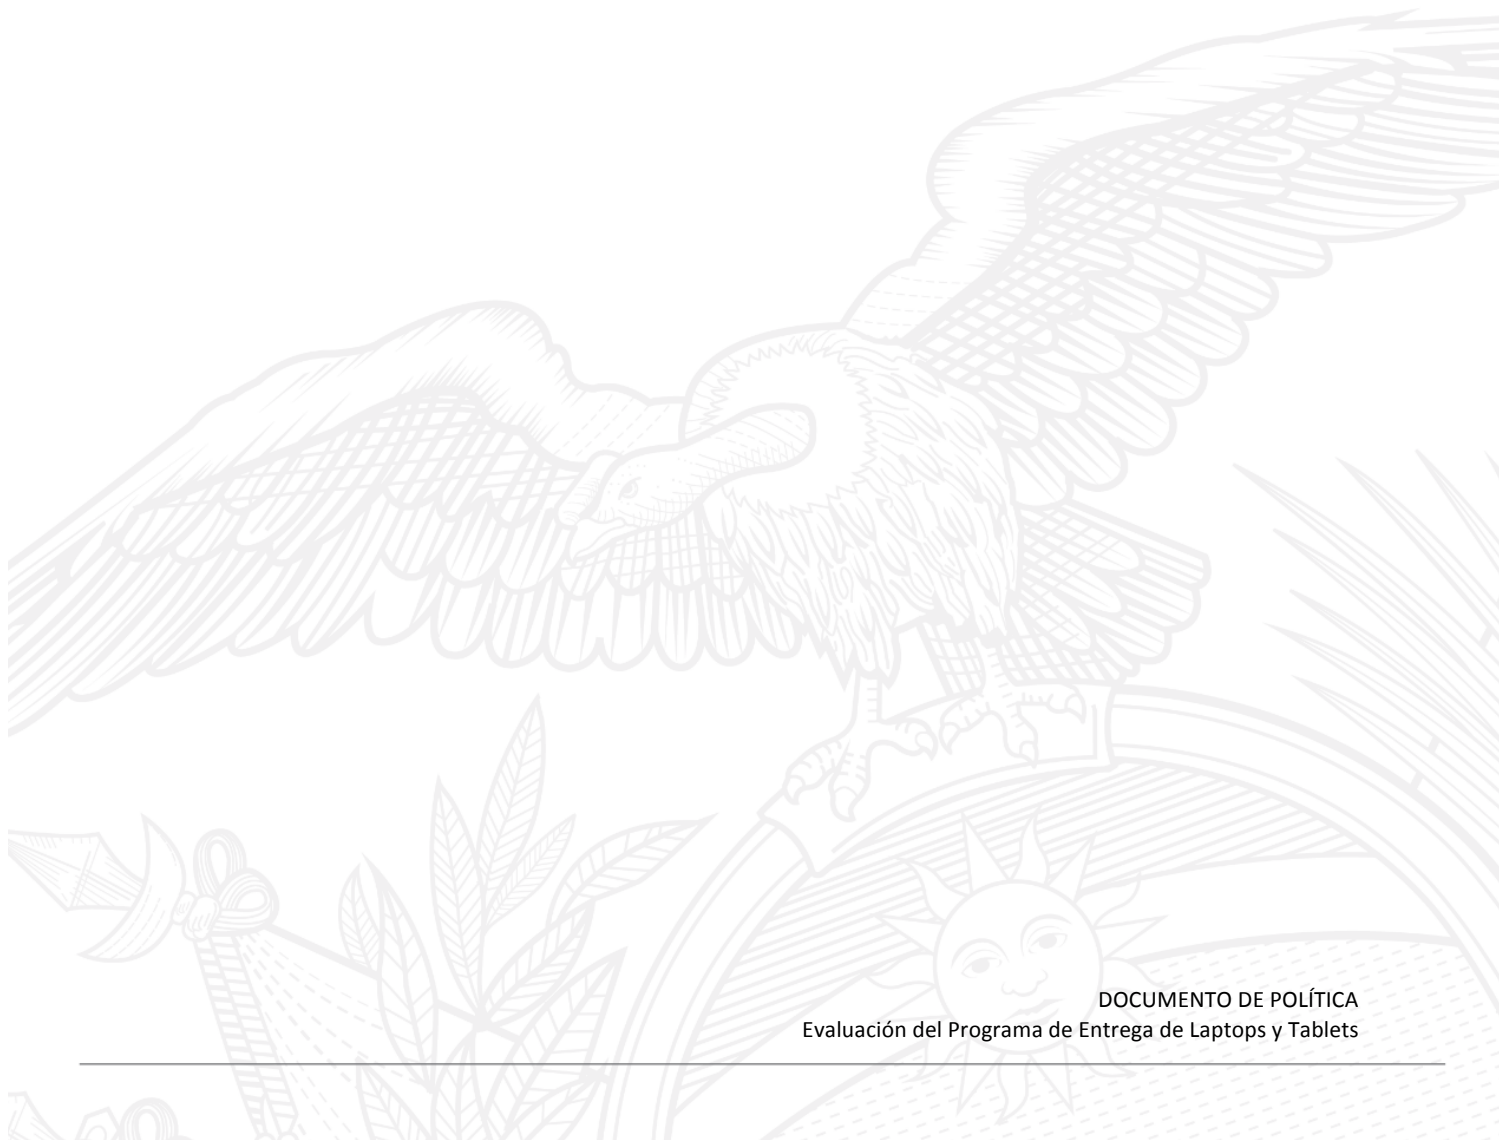 DOCUMENTO DE POLÍTICA
Evaluación del Programa de Entrega de Laptops y Tablets